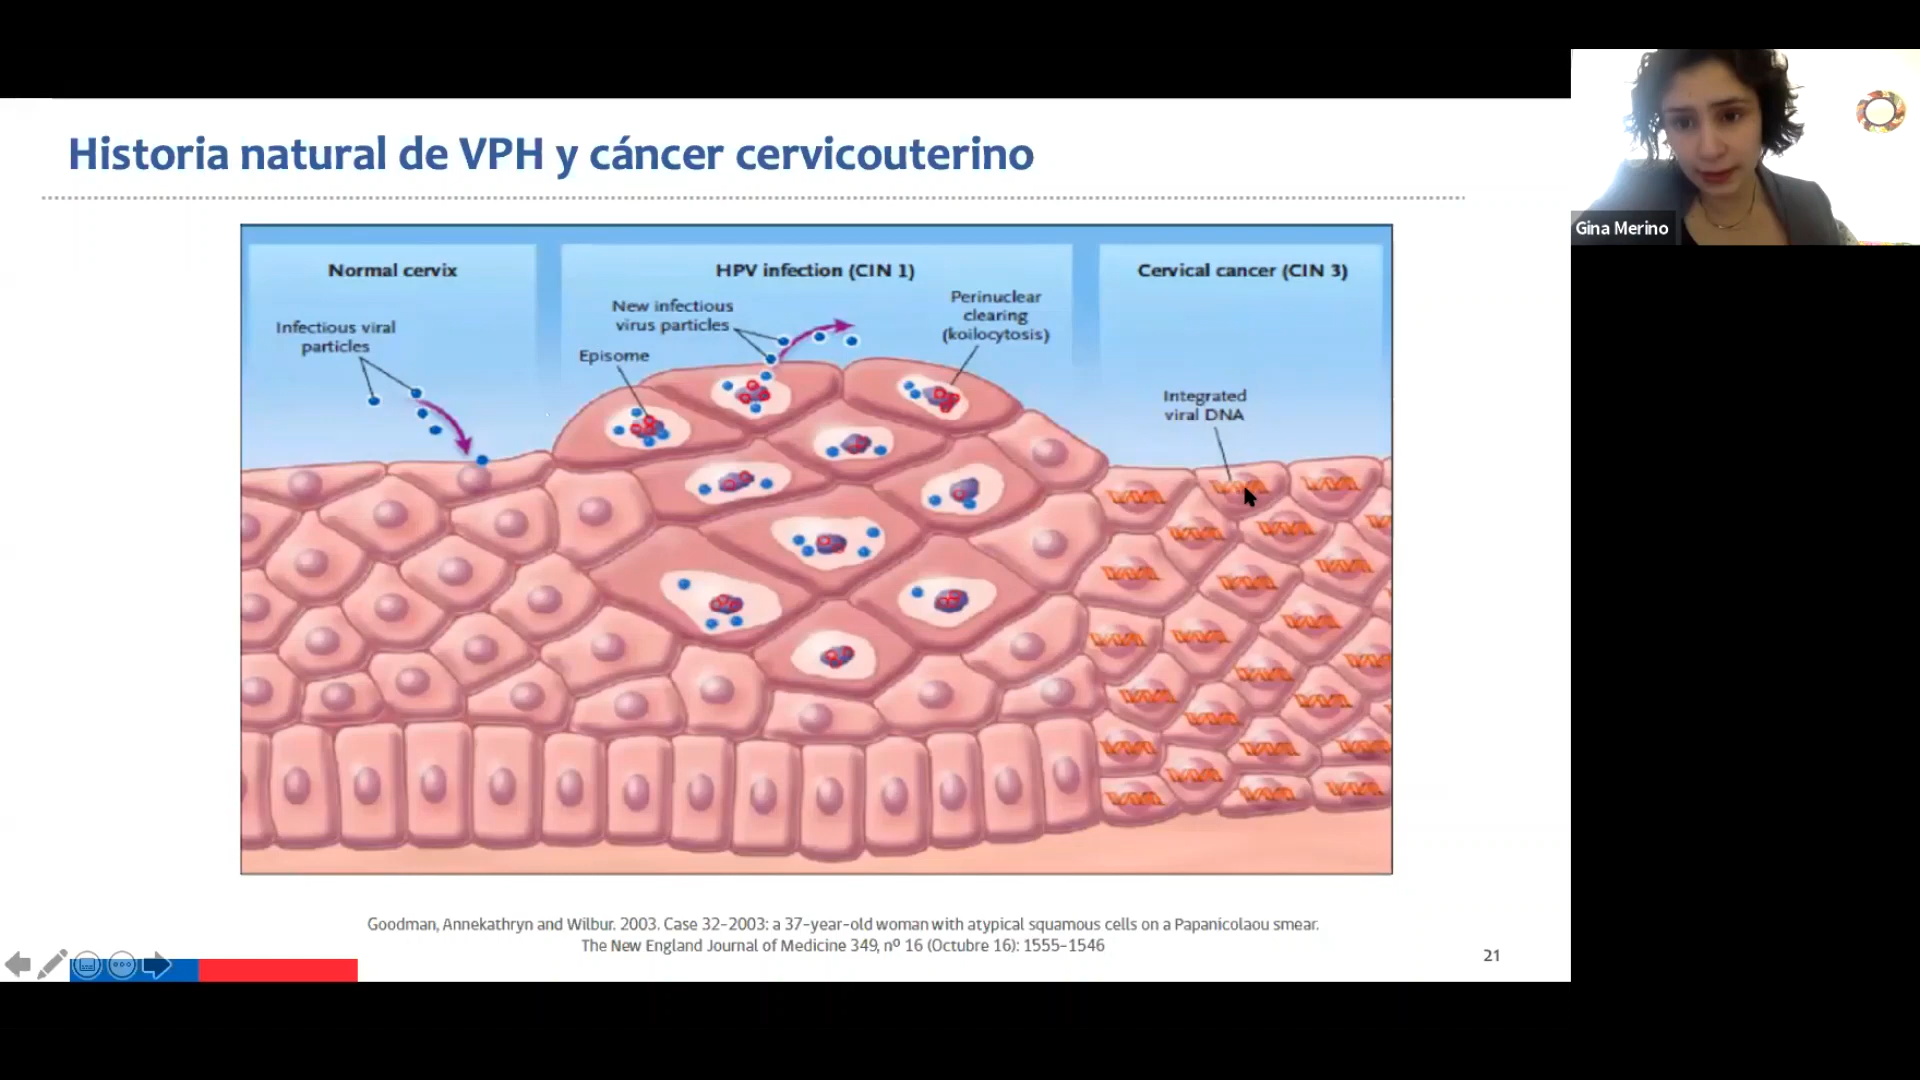 Historia natural de VPH y cáncer cervicouterino
Gina Merino
Normal cervix
HPV infection (CIN 1)
Cervical cancer (CIN 3)
Infectious viral
particles
New infectious
virus particles
Episome
Perinuclear
clearing
(koilocytosis)
Integrated
viral DNA
Goodman, Annekathryn and Wilbur. 2003. Case 32-2003: a 37-year-old woman with atypical squamous cells on a Papanicolaou smear.
The New England Journal of Medicine 349, nº 16 (Octubre 16): 1555-1546
21